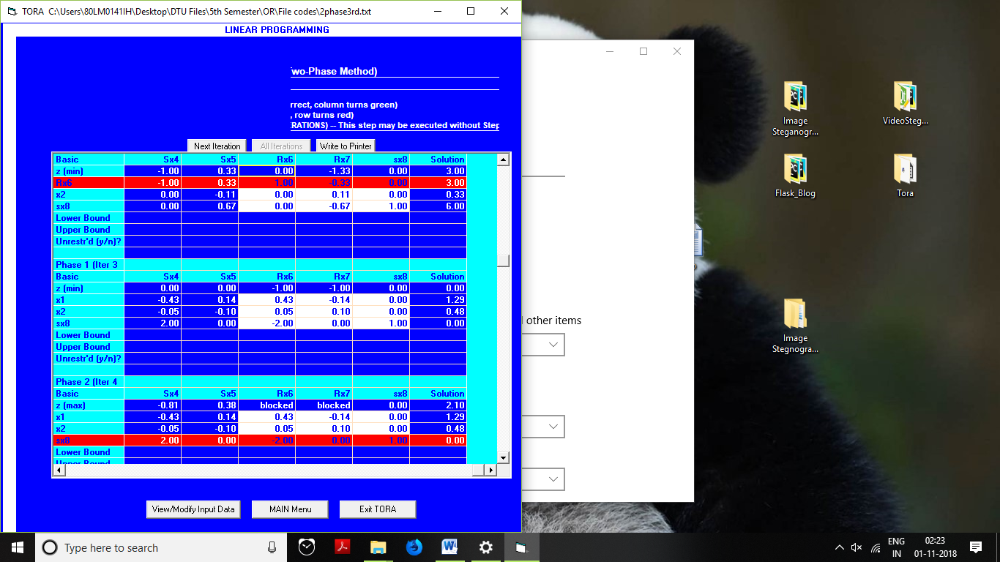 TORA C:\Users\80LM0141IH\Desktop\DTU Files\5th Semester\OR\File codes\2phase3rd.txt
LINEAR PROGRAMMING
wo-Phase Method)
rrect, column turns green)
, row turns red)
RATIONS) -- This step may be executed without Step
Next Iteration All Iterations Write to Printer
Basic Sx4 Sx5 Rx6 Rx7 sx8 Solution
z (min) -1.00 0.33 0.00 -1.33 0.00 3.00
Rx6 -1.00 0.33 1.00 -0.33 0.00 3.00
x2 0.00 -0.11 0.00 0.11 0.00 0.33
sx8 0.00 0.67 0.00 -0.67 1.00 6.00
Lower Bound
Upper Bound
Unrestr'd (y/n)?
Phase 1 (Iter 3
Basic Sx4 Sx5 Rx6 Rx7 sx8 Solution
z (min) 0.00 0.00 -1.00 -1.00 0.00 0.00
x1 -0.43 0.14 0.43 -0.14 0.00 1.29
x2 -0.05 -0.10 0.05 0.10 0.00 0.48
sx8 2.00 0.00 -2.00 0.00 1.00 0.00
Lower Bound
Upper Bound
Unrestr'd (y/n)?
Phase 2 (Iter 4
Basic Sx4 Sx5 Rx6 Rx7 sx8 Solution
z (max) -0.81 0.38 blocked blocked 0.00 2.10
x1 -0.43 0.14 0.43 -0.14 0.00 1.29
x2 -0.05 -0.10 0.05 0.10 0.00 0.48
sx8 2.00 0.00 -2.00 0.00 1.00 0.00
Lower Bound
Upper Bound
View/Modify Input Data MAIN Menu Exit TORA
other items
Image
Steganogr...
VideoSteg...
Flask_Blog
Tora
Image
Stegnogra...
Type here to search
ENG
IN
02:23
01-11-2018